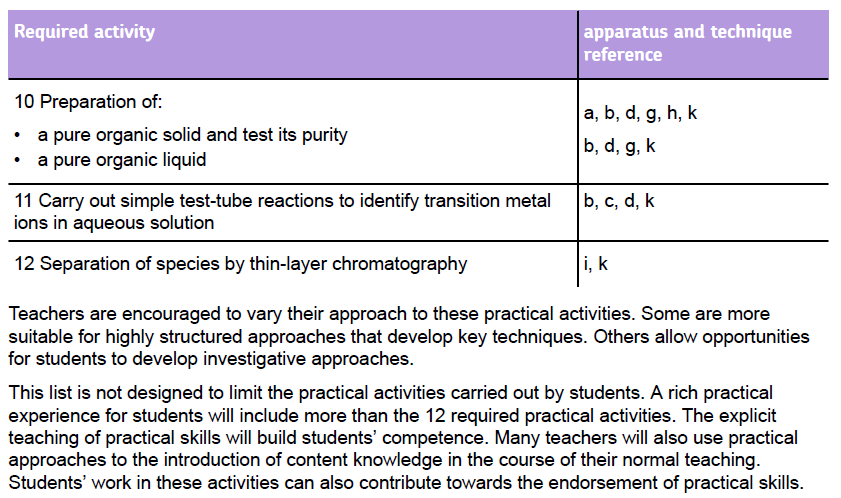 Required activity
apparatus and technique
reference
10 Preparation of:
• a pure organic solid and test its purity
• a pure organic liquid
a, b, d, g, h, k
b, d, g, k
11 Carry out simple test-tube reactions to identify transition metal
ions in aqueous solution
b, c, d, k
12 Separation of species by thin-layer chromatography
i, k
Teachers are encouraged to vary their approach to these practical activities. Some are more
suitable for highly structured approaches that develop key techniques. Others allow opportunities
for students to develop investigative approaches.
This list is not designed to limit the practical activities carried out by students. A rich practical
experience for students will include more than the 12 required practical activities. The explicit
teaching of practical skills will build students’ competence. Many teachers will also use practical
approaches to the introduction of content knowledge in the course of their normal teaching.
Students’ work in these activities can also contribute towards the endorsement of practical skills.